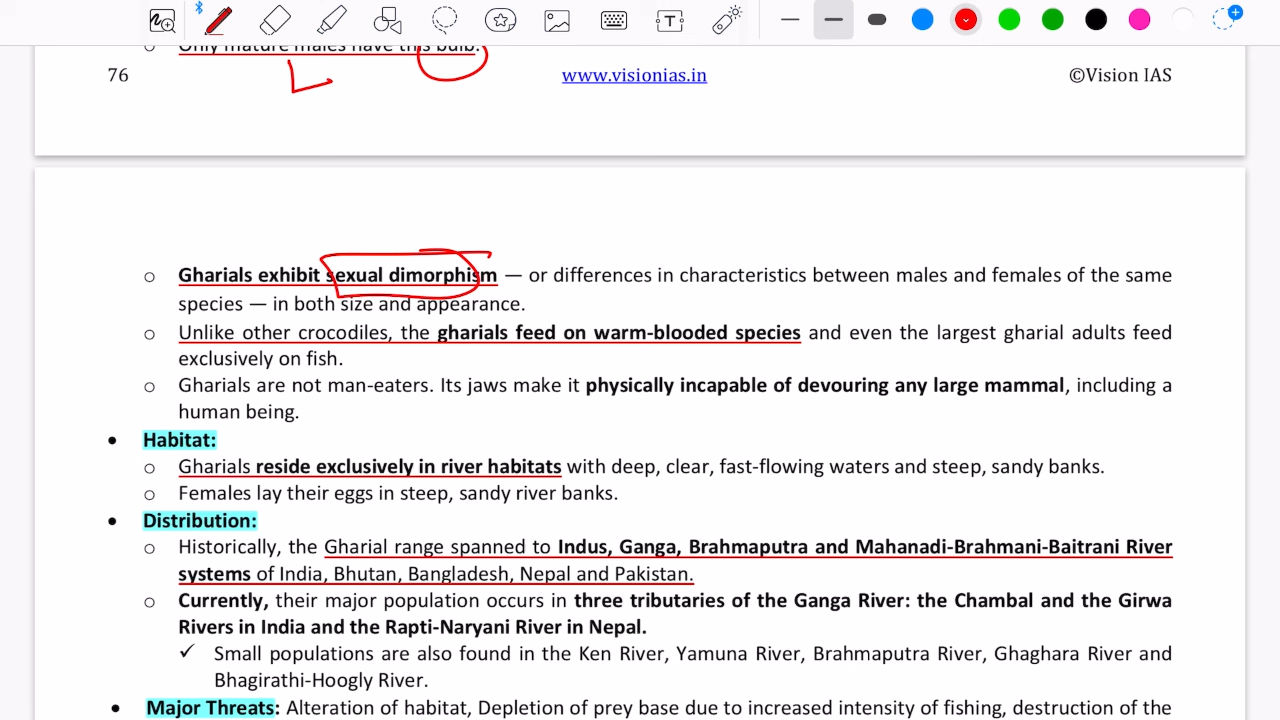 Only mature males have this bulb.
76 www.visionias.in ©Vision IAS
o Gharials exhibit sexual dimorphism — or differences in characteristics between males and females of the same
species — in both size and appearance.
o Unlike other crocodiles, the gharials feed on warm-blooded species and even the largest gharial adults feed
exclusively on fish.
o Gharials are not man-eaters. Its jaws make it physically incapable of devouring any large mammal, including a
human being.
• Habitat:
o Gharials reside exclusively in river habitats with deep, clear, fast-flowing waters and steep, sandy banks.
o Females lay their eggs in steep, sandy river banks.
• Distribution:
o Historically, the Gharial range spanned to Indus, Ganga, Brahmaputra and Mahanadi-Brahmani-Baitrani River
systems of India, Bhutan, Bangladesh, Nepal and Pakistan.
o Currently, their major population occurs in three tributaries of the Ganga River: the Chambal and the Girwa
Rivers in India and the Rapti-Naryani River in Nepal.
✓ Small populations are also found in the Ken River, Yamuna River, Brahmaputra River, Ghaghara River and
Bhagirathi-Hoogly River.
• Major Threats: Alteration of habitat, Depletion of prey base due to increased intensity of fishing, destruction of the